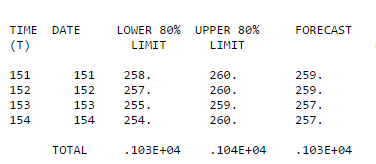 TIME DATE LOWER 80% UPPER 80% FORECAST
(T) LIMIT LIMIT
151 151 258. 260. 259.
152 152 257. 260. 259.
153 153 255. 259. 257.
154 154 254. 260. 257.
TOTAL .103E+04 .104E+04 .103E+04